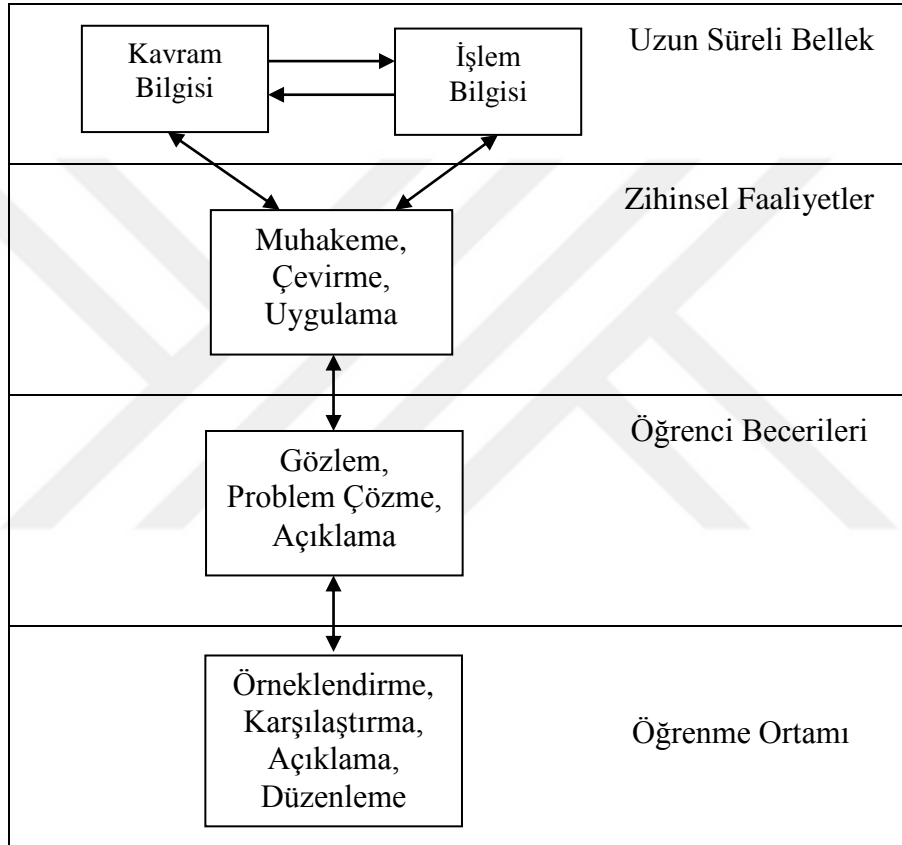 Uzun Süreli Bellek
Kavram
Bilgisi
İşlem
Bilgisi
Zihinsel Faaliyetler
Muhakeme,
Çevirme,
Uygulama
Öğrenci Becerileri
Gözlem,
Problem Çözme,
Açıklama
Örneklendirme,
Karşılaştırma,
Açıklama,
Düzenleme
Öğrenme Ortamı